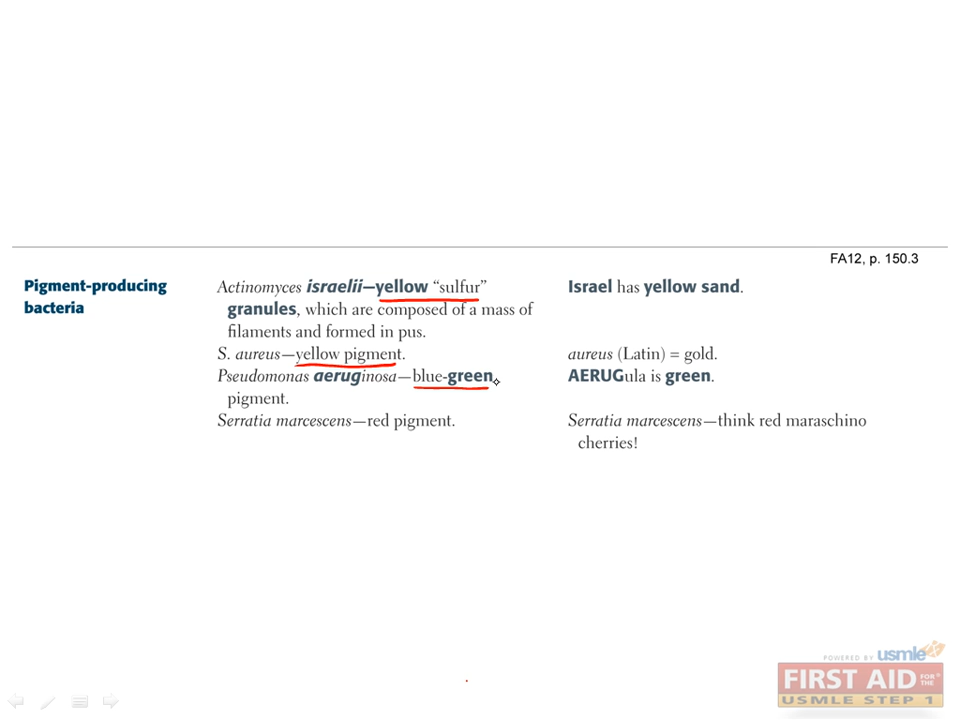 FA12, p. 150.3
Pigment-producing
bacteria
Actinomyces israelii—yellow “sulfur”
granules, which are composed of a mass of
filaments and formed in pus.
S. aureus—yellow pigment.
Pseudomonas aeruginosa—blue-green
pigment.
Serratia marcescens—red pigment.
Israel has yellow sand.
aureus (Latin) = gold.
AERUGula is green.
Serratia marcescens—think red maraschino
cherries!
POWERED BY usmle
FIRST AID FOR THE
USMLE STEP 1